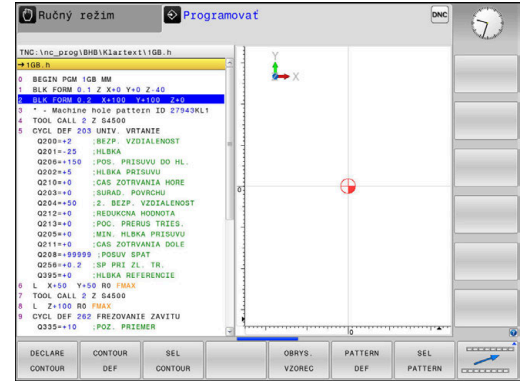 Ručný režim
Programovať
DNC
TNC:\nc_prog\BHB\Klartext\1GB.h
→1GB.h
0 BEGIN PGM 1GB MM
1 BLK FORM 0.1 Z X+0 Y+0 Z-40
2 BLK FORM 0.2 X+100 Y+100 Z+0
3 * - Machine hole pattern ID 27943KL1
4 TOOL CALL 2 Z S4500
5 CYCL DEF 203 UNIV. VRTANIE
Q200=+2 ;BEZP. VZDIALENOST
Q201=-25 ;HLBKA
Q206=+150 ;POS. PRISUVU DO HL.
Q202=+5 ;HLBKA PRISUVU
Q210=+0 ;CAS ZOTRVANIA HORE
Q203=+0 ;SURAD. POVRCHU
Q204=+50 ;2. BEZP. VZDIALENOST
Q212=+0 ;REDUKCNA HODNOTA
Q213=+0 ;POC. PRERUS TRIES.
Q205=+0 ;MIN. HLBKA PRISUVU
Q211=+0 ;CAS ZOTRVANIA DOLE
Q208=+99999 ;POSUV SPAT
Q256=+0.2 ;SP PRI ZL. TR.
Q395=+0 ;HLBKA REFERENCIE
6 L X+50 Y+50 R0 FMAX
7 TOOL CALL 2 Z S4500
8 L Z+100 R0 FMAX
9 CYCL DEF 262 FREZOVANIE ZAVITU
Q335=+10 ;POZ. PRIEMER
Y
X
0
0
DECLARE CONTOUR
CONTOUR DEF
SEL CONTOUR
OBRYS. VZOREC
PATTERN DEF
SEL PATTERN